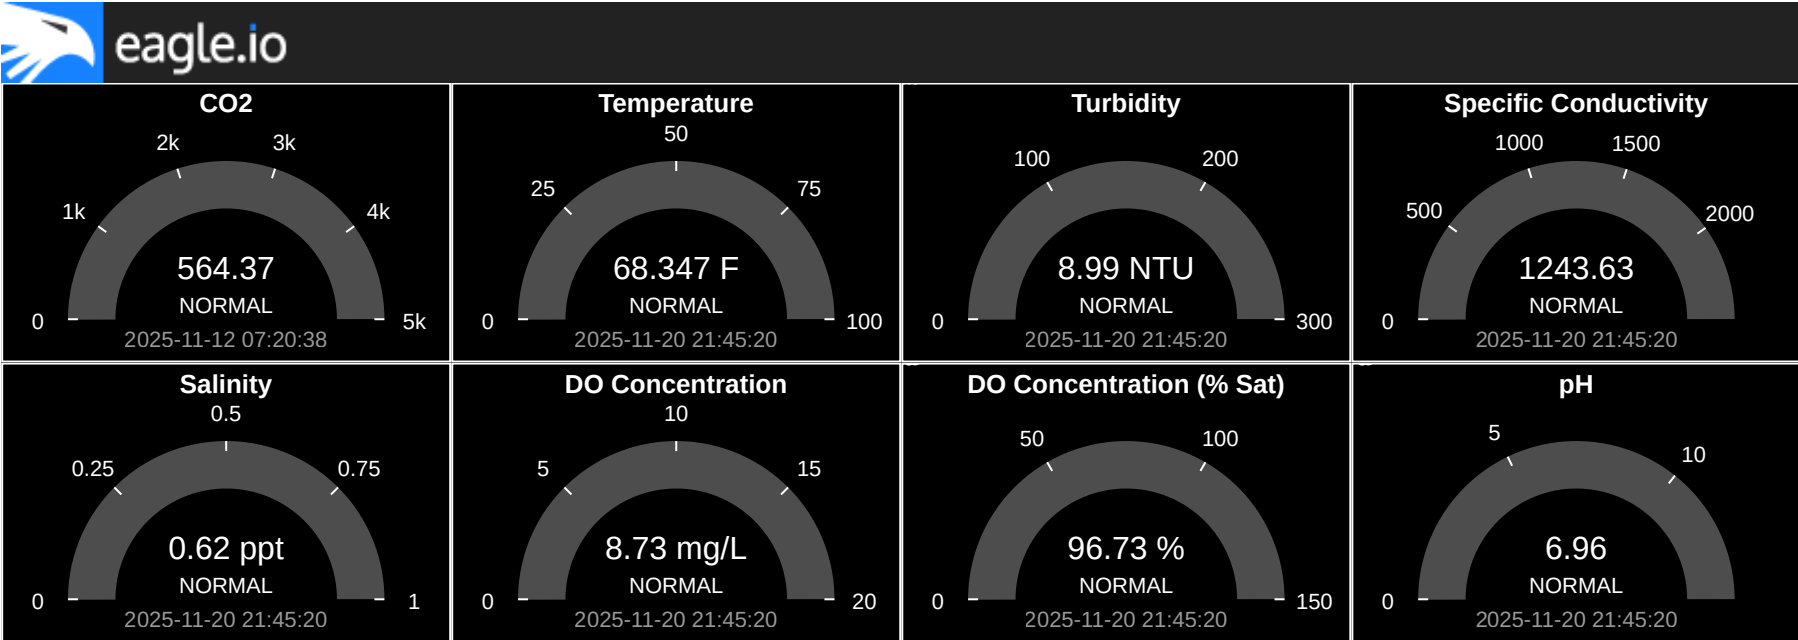 eagle.io
CO2
2k
3k
1k
4k
564.37
NORMAL
0
5k
2025-11-12 07:20:38
Temperature
50
25
75
68.347 F
NORMAL
0
100
2025-11-20 21:45:20
Turbidity
100
200
8.99 NTU
NORMAL
0
300
2025-11-20 21:45:20
Specific Conductivity
1000
1500
500
2000
1243.63
NORMAL
0
2025-11-20 21:45:20
Salinity
0.5
0.25
0.75
0.62 ppt
NORMAL
0
1
2025-11-20 21:45:20
DO Concentration
10
5
15
8.73 mg/L
NORMAL
0
20
2025-11-20 21:45:20
DO Concentration (% Sat)
50
100
96.73 %
NORMAL
0
150
2025-11-20 21:45:20
pH
5
10
6.96
NORMAL
0
2025-11-20 21:45:20